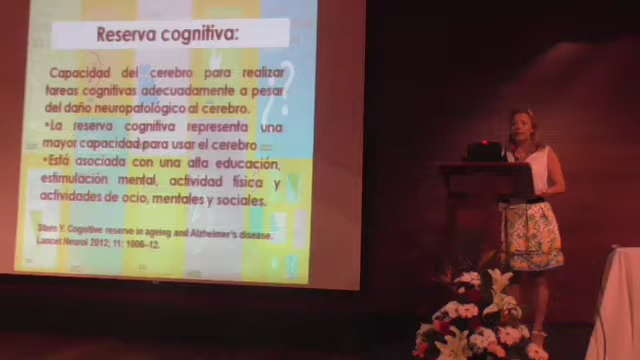 Reserva cognitiva:
Capacidad del cerebro para realizar
tareas cognitivas adecuadamente a pesar
del daño neuropatológico al cerebro.
•La reserva cognitiva representa una
mayor capacidad para usar el cerebro
•Está asociada con una alta educación,
estimulación mental, actividad física y
actividades de ocio, mentales y sociales.
Stern Y. Cognitive reserve in ageing and Alzheimer's disease.
Lancet Neurol 2012; 11: 1006–12.